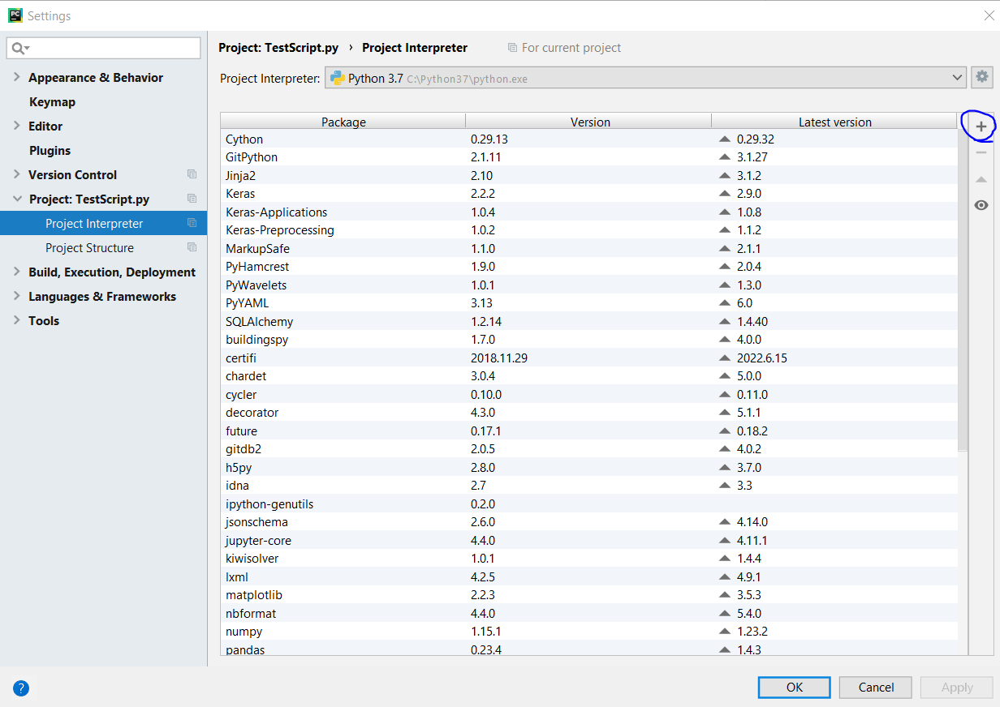 Settings
Project: TestScript.py › Project Interpreter For current project
Appearance & Behavior
Keymap
Editor
Plugins
Version Control
Project: TestScript.py
Project Interpreter
Project Structure
Build, Execution, Deployment
Languages & Frameworks
Tools
Project Interpreter: Python 3.7 C:\Python37\python.exe
Package Version Latest version
Cython 0.29.13 0.29.32
GitPython 2.1.11 3.1.27
Jinja2 2.10 3.1.2
Keras 2.2.2 2.9.0
Keras-Applications 1.0.4 1.0.8
Keras-Preprocessing 1.0.2 1.1.2
MarkupSafe 1.1.0 2.1.1
PyHamcrest 1.9.0 2.0.4
PyWavelets 1.0.1 1.3.0
PyYAML 3.13 6.0
SQLAlchemy 1.2.14 1.4.40
buildingspy 1.7.0 4.0.0
certifi 2018.11.29 2022.6.15
chardet 3.0.4 5.0.0
cycler 0.10.0 0.11.0
decorator 4.3.0 5.1.1
future 0.17.1 0.18.2
gitdb2 2.0.5 4.0.2
h5py 2.8.0 3.7.0
idna 2.7 3.3
ipython-genutils 0.2.0
jsonschema 2.6.0 4.14.0
jupyter-core 4.4.0 4.11.1
kiwisolver 1.0.1 1.4.4
lxml 4.2.5 4.9.1
matplotlib 2.2.3 3.5.3
nbformat 4.4.0 5.4.0
numpy 1.15.1 1.23.2
pandas 0.23.4 1.4.3
? OK Cancel Apply